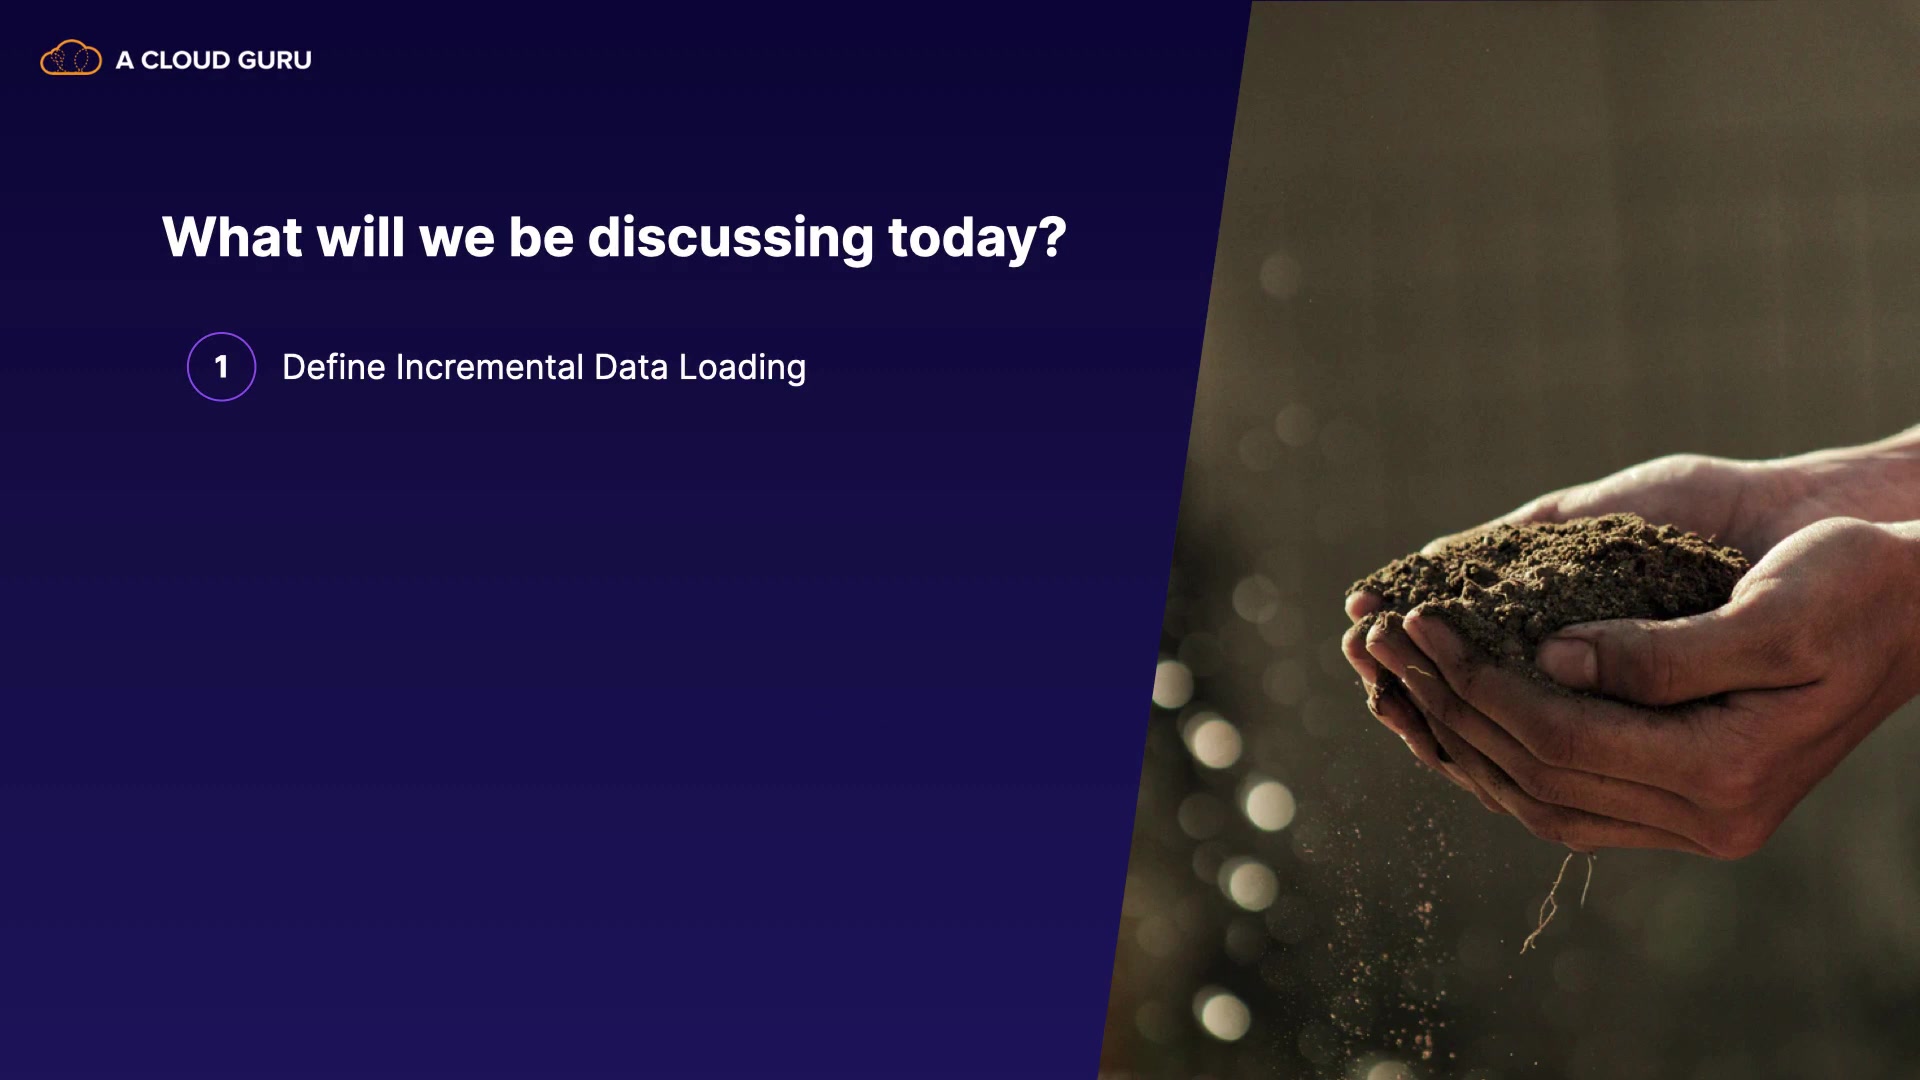 A CLOUD GURU
What will we be discussing today?
1 Define Incremental Data Loading